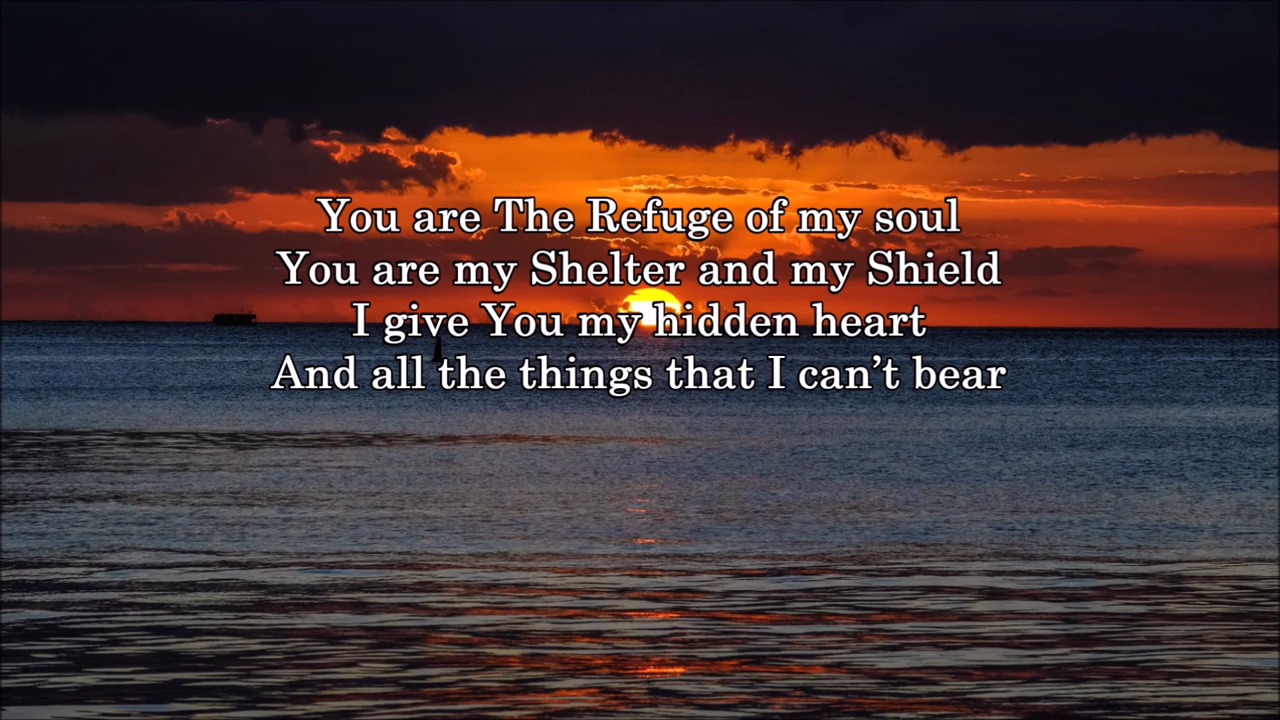 You are The Refuge of my soul
You are my Shelter and my Shield
I give You my hidden heart
And all the things that I can’t bear